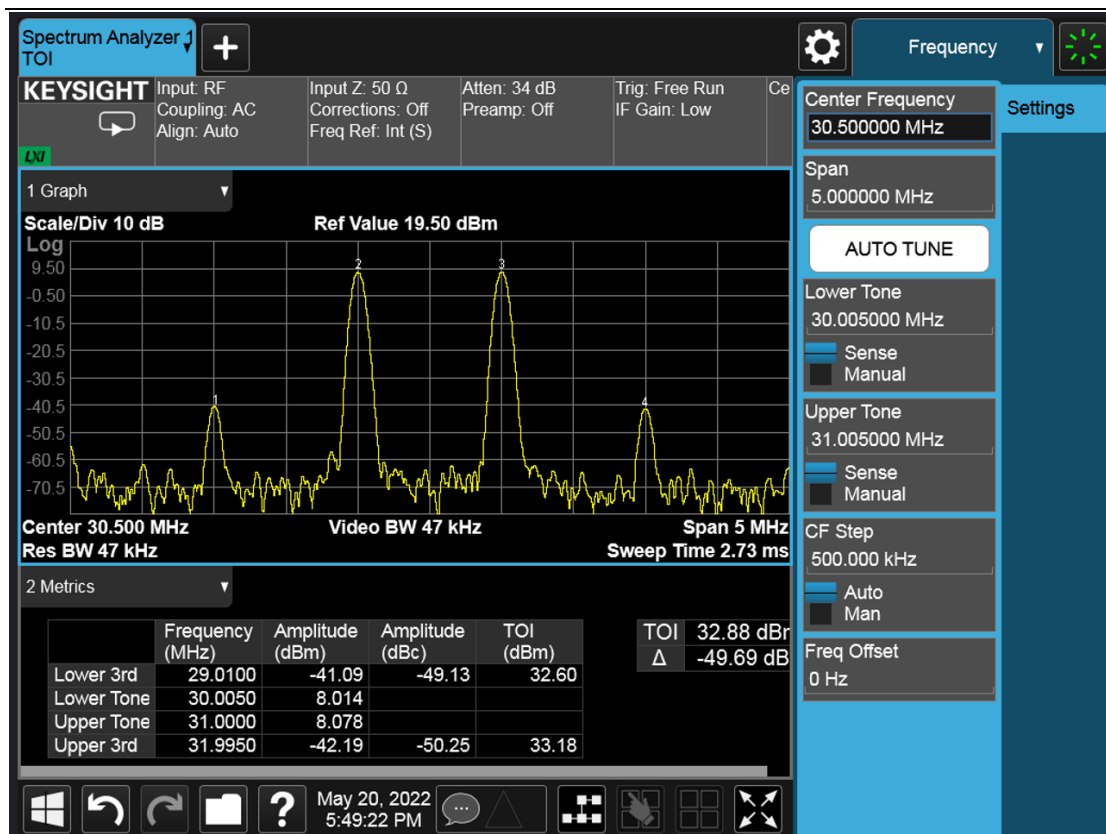 Spectrum Analyzer 1
TOI
Frequency
KEYSIGHT
LXI
Input: RF
Coupling: AC
Align: Auto
Input Z: 50 Ω
Corrections: Off
Freq Ref: Int (S)
Atten: 34 dB
Preamp: Off
Trig: Free Run
IF Gain: Low
Ce
1 Graph
Scale/Div 10 dB
Ref Value 19.50 dBm
Log
9.50
-0.50
-10.5
-20.5
-30.5
-40.5
-50.5
-60.5
-70.5
1
2
3
4
Center 30.500 MHz
Video BW 47 kHz
Span 5 MHz
Res BW 47 kHz
Sweep Time 2.73 ms
2 Metrics
Frequency (MHz) Amplitude (dBm) Amplitude (dBc) TOI (dBm)
Lower 3rd 29.0100 -41.09 -49.13 32.60
Lower Tone 30.0050 8.014
Upper Tone 31.0000 8.078
Upper 3rd 31.9950 -42.19 -50.25 33.18
TOI 32.88 dBr
Δ -49.69 dB
May 20, 2022
5:49:22 PM
Center Frequency
30.500000 MHz
Span
5.000000 MHz
AUTO TUNE
Lower Tone
30.005000 MHz
Sense
Manual
Upper Tone
31.005000 MHz
Sense
Manual
CF Step
500.000 kHz
Auto
Man
Freq Offset
0 Hz
Settings